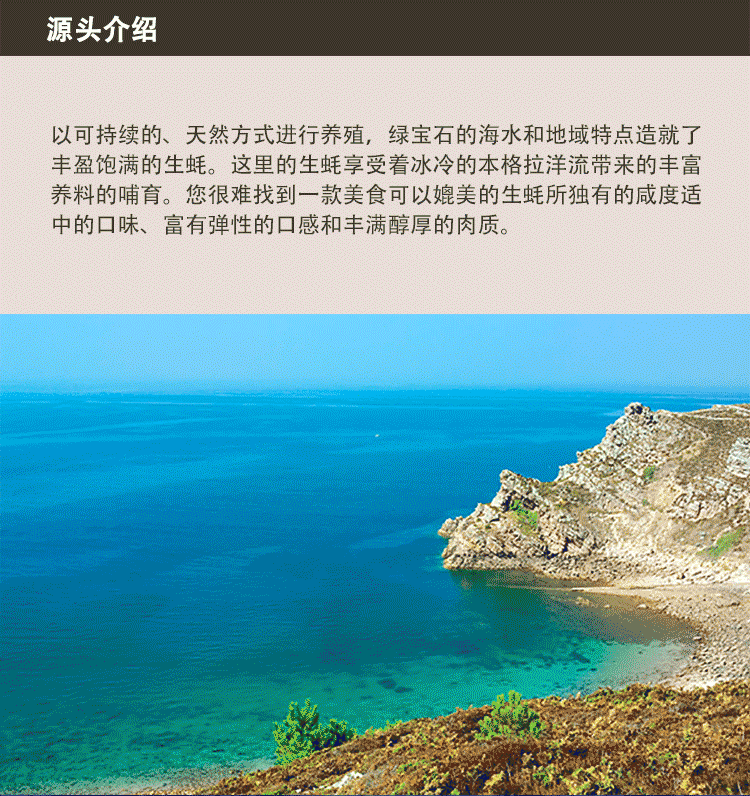 源头介绍
以可持续的、天然方式进行养殖，绿宝石的海水和地域特点造就了
丰盈饱满的生蚝。这里的生蚝享受着冰冷的本格拉洋流带来的丰富
养料的哺育。您很难找到一款美食可以媲美的生蚝所独有的咸度适
中的口味、富有弹性的口感和丰满醇厚的肉质。